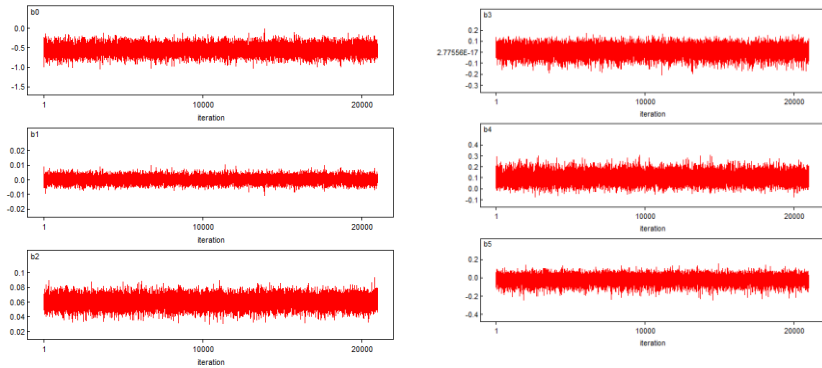 b0
0.0
-0.5
-1.0
-1.5
1 10000 20000
iteration
b1
0.02
0.01
0.0
-0.01
-0.02
1 10000 20000
iteration
b2
0.1
0.08
0.06
0.04
0.02
1 10000 20000
iteration
b3
0.2
0.1
2.77556E-17
-0.1
-0.2
-0.3
1 10000 20000
iteration
b4
0.4
0.3
0.2
0.1
0.0
-0.1
1 10000 20000
iteration
b5
0.2
0.0
-0.2
-0.4
1 10000 20000
iteration